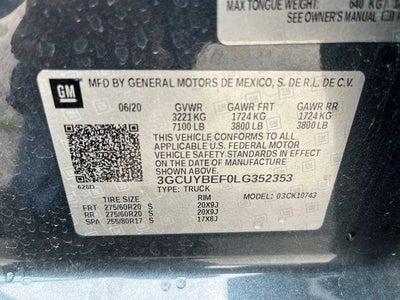 MAX TONGUE WEIGHT: 640 KG
SEE OWNER'S MANUAL
GM
MFD BY GENERAL MOTORS DE MEXICO, S. DE R.L. DE C.V.
06/20 GVWR GAWR FRT GAWR RR
3221 KG 1724 KG 1724 KG
7100 LB 3800 LB 3800 LB
THIS VEHICLE CONFORMS TO ALL
APPLICABLE U.S. FEDERAL MOTOR VEHICLE
SAFETY STANDARDS IN EFFECT ON THE
DATE OF MANUFACTURE SHOWN ABOVE.
3GCUYBEF0LG352353
626D TYPE: TRUCK 03CK10743
TIRE SIZE RIM
FRT 275/60R20 S 20X9J
RR 275/60R20 S 20X9J
SPA 255/80R17 S 17X8J